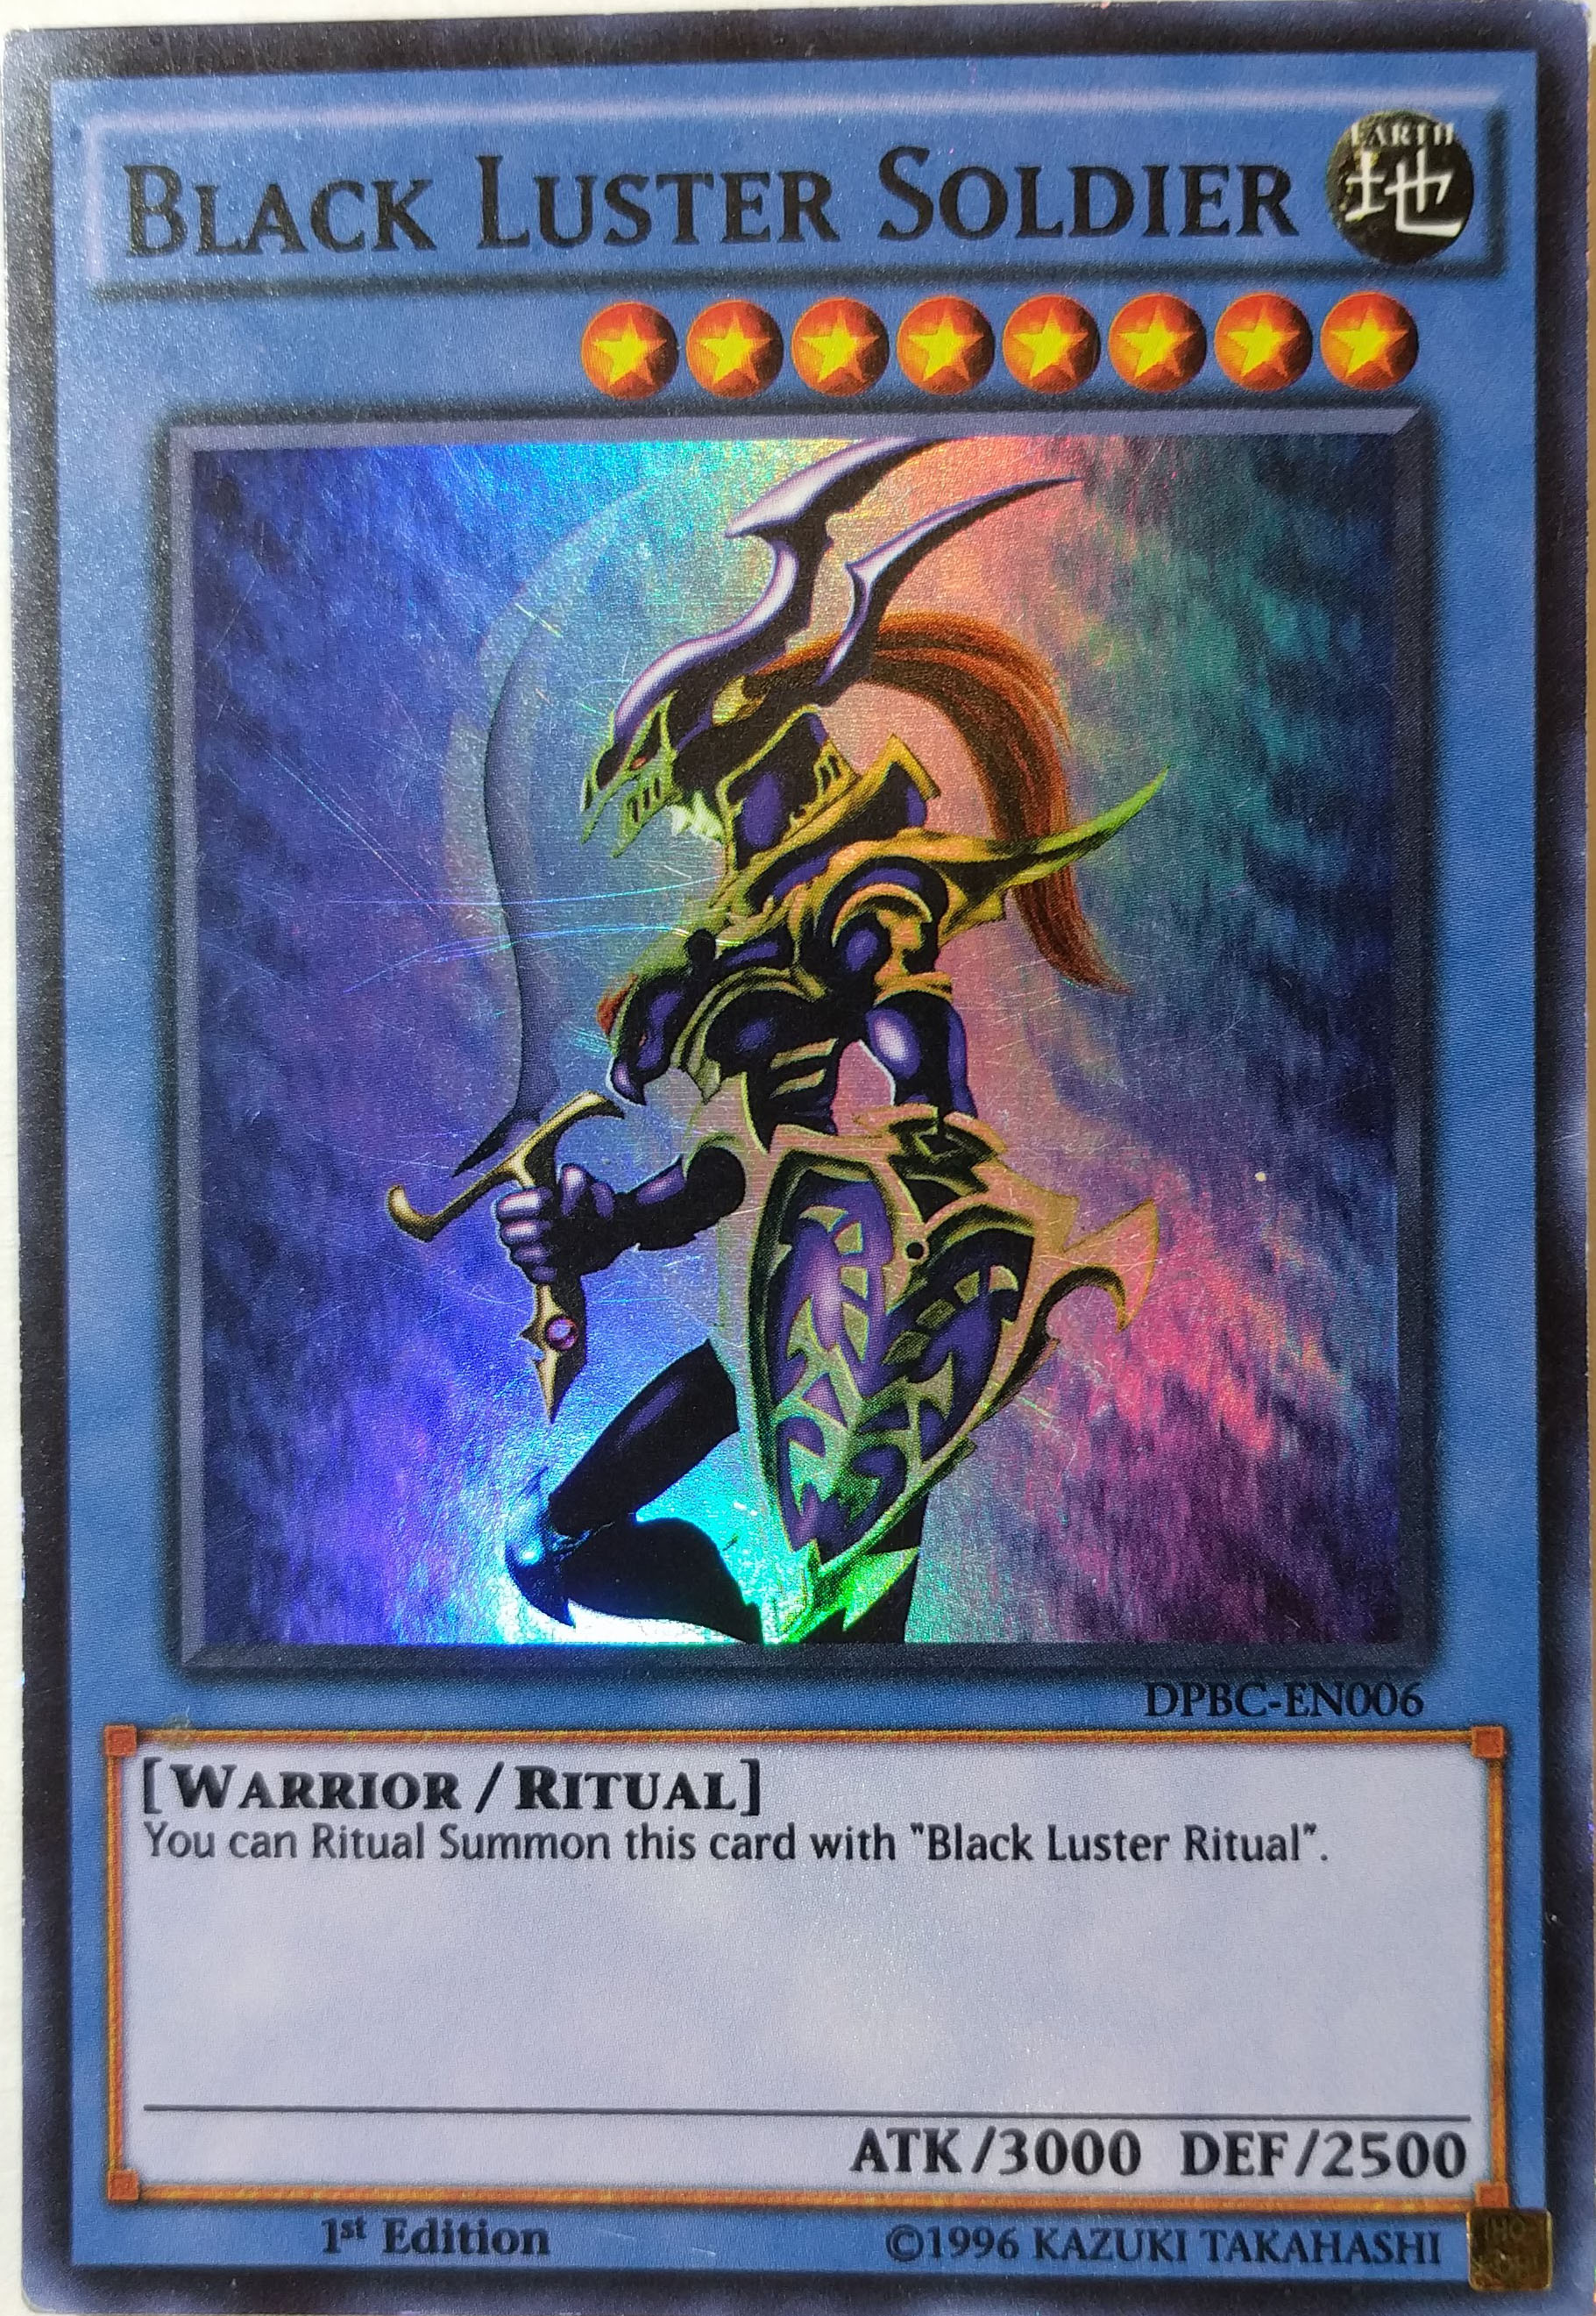 BLACK LUSTER SOLDIER
EARTH
地
DPBC-EN006
[WARRIOR / RITUAL]
You can Ritual Summon this card with "Black Luster Ritual".
ATK/3000 DEF/2500
1st Edition
©1996 KAZUKI TAKAHASHI